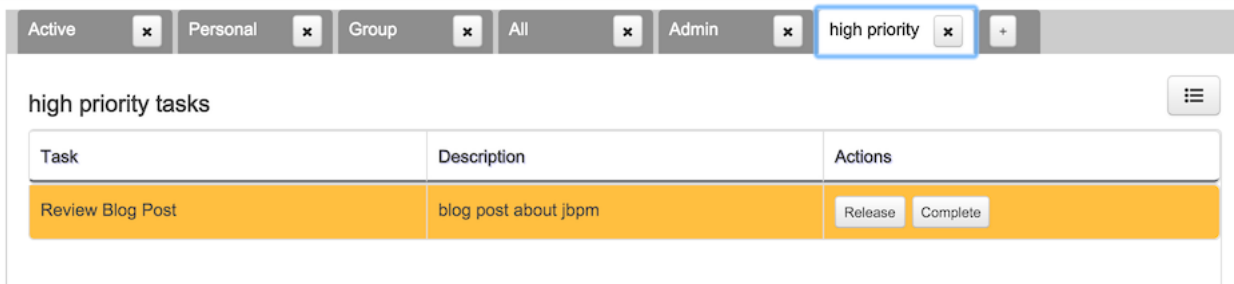 Active × Personal × Group × All × Admin × high priority × +
high priority tasks
Task Description Actions
Review Blog Post blog post about jbpm Release Complete